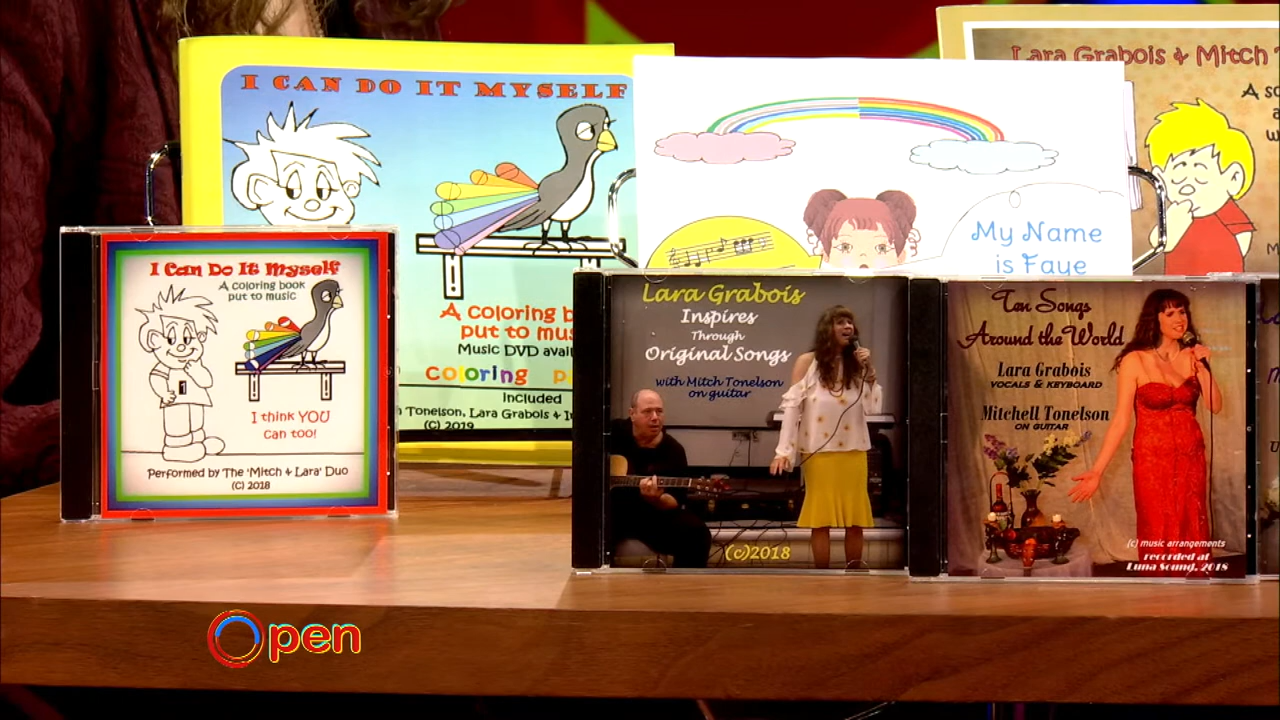 I CAN DO IT MYSELF
A coloring b
put to mus
Music DVD avai
coloring p
included
Tonelson, Lara Grabois &
(C) 2019
My Name
is Faye
Lara Grabois & Mitch
A so
I Can Do It Myself
A coloring book
put to music
I think YOU
can too!
Performed by The 'Mitch & Lara' Duo
(C) 2018
Lara Grabois
Inspires
Through
Original Songs
with Mitch Tonelson
on guitar
(c)2018
Ten Songs
Around the World
LARA GRABOIS
VOCALS & KEYBOARD
Mitchell Tonelson
ON GUITAR
(c) music arrangements
recorded at
Luna Sound, 2018
Open